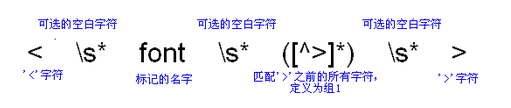 可选的空白字符 可选的空白字符 可选的空白字符
< \s* font \s* ([^>]*) \s* >
'<'字符 标记的名字 匹配'>'之前的所有字符, '>'字符
定义为组1